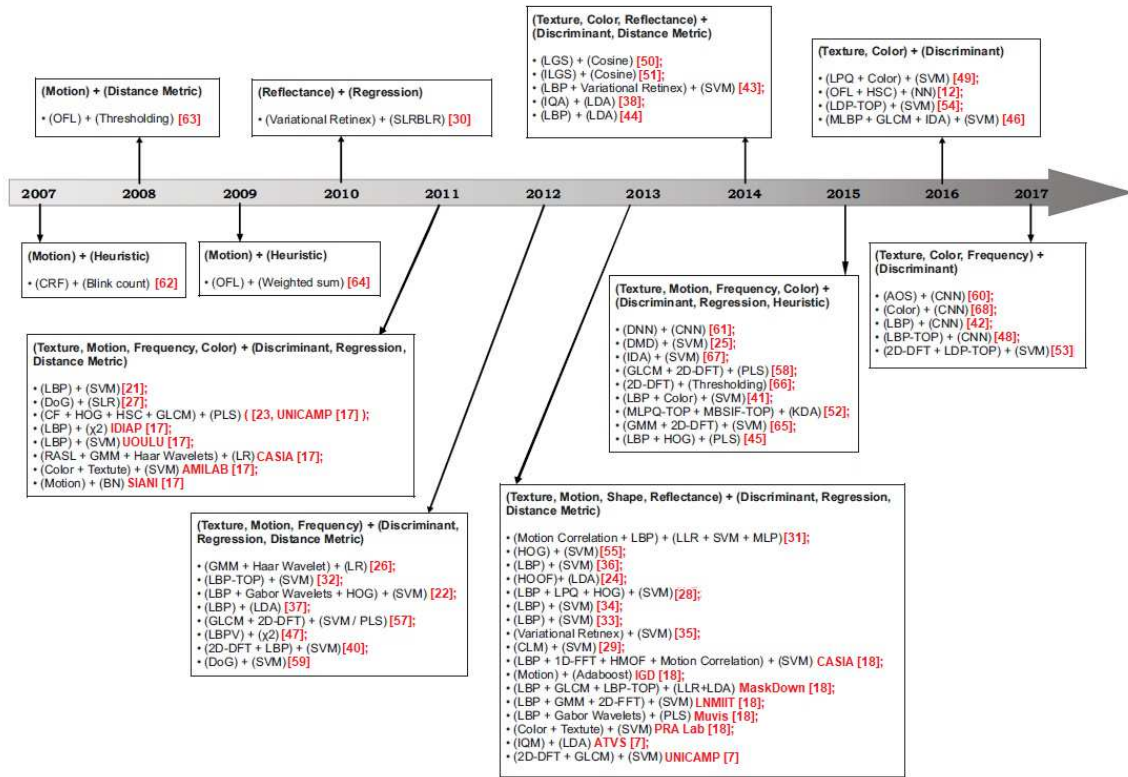 (Texture, Color, Reflectance) +
(Discriminant, Distance Metric)
• (LGS) + (Cosine) [50];
• (ILGS) + (Cosine) [51];
• (LBP + Variational Retinex) + (SVM) [43];
• (IQA) + (LDA) [38];
• (LBP) + (LDA) [44]
(Texture, Color) + (Discriminant)
• (LPQ + Color) + (SVM) [49];
• (OFL + HSC) + (NN) [12];
• (LDP-TOP) + (SVM) [54];
• (MLBP + GLCM + IDA) + (SVM) [46]
(Motion) + (Distance Metric)
• (OFL) + (Thresholding) [63]
(Reflectance) + (Regression)
• (Variational Retinex) + (SLRBLR) [30]
2007 2008 2009 2010 2011 2012 2013 2014 2015 2016 2017
(Motion) + (Heuristic)
• (CRF) + (Blink count) [62]
(Motion) + (Heuristic)
• (OFL) + (Weighted sum) [64]
(Texture, Color, Frequency) +
(Discriminant)
• (AOS) + (CNN) [60];
• (Color) + (CNN) [68];
• (LBP) + (CNN) [42];
• (LBP-TOP) + (CNN) [48];
• (2D-DFT + LDP-TOP) + (SVM) [53]
(Texture, Motion, Frequency, Color) +
(Discriminant, Regression, Heuristic)
• (DNN) + (CNN) [61];
• (DMD) + (SVM) [25];
• (IDA) + (SVM) [67];
• (GLCM + 2D-DFT) + (PLS) [58];
• (2D-DFT) + (Thresholding) [66];
• (LBP + Color) + (SVM) [41];
• (MLPQ-TOP + MBSIF-TOP) + (KDA) [52];
• (GMM + 2D-DFT) + (SVM) [65];
• (LBP + HOG) + (PLS) [45]
(Texture, Motion, Frequency, Color) + (Discriminant, Regression,
Distance Metric)
• (LBP) + (SVM) [21];
• (DoG) + (SLR) [27];
• (CF + HOG + HSC + GLCM) + (PLS) ( [23, UNICAMP [17] );
• (LBP) + (χ2) IDIAP [17];
• (LBP) + (SVM) UOULU [17];
• (RASL + GMM + Haar Wavelets) + (LR) CASIA [17];
• (Color + Textute) + (SVM) AMILAB [17];
• (Motion) + (BN) SIANI [17]
(Texture, Motion, Frequency) + (Discriminant,
Regression, Distance Metric)
• (GMM + Haar Wavelet) + (LR) [26];
• (LBP-TOP) + (SVM) [32];
• (LBP + Gabor Wavelets + HOG) + (SVM) [22];
• (LBP) + (LDA) [37];
• (GLCM + 2D-DFT) + (SVM / PLS) [57];
• (LBPV) + (χ2) [47];
• (2D-DFT + LBP) + (SVM) [40];
• (DoG) + (SVM) [59]
(Texture, Motion, Shape, Reflectance) + (Discriminant, Regression,
Distance Metric)
• (Motion Correlation + LBP) + (LLR + SVM + MLP) [31];
• (HOG) + (SVM) [55];
• (LBP) + (SVM) [36];
• (HOOF)+ (LDA) [24];
• (LBP + LPQ + HOG) + (SVM) [28];
• (LBP) + (SVM) [34];
• (LBP) + (SVM) [33];
• (Variational Retinex) + (SVM) [35];
• (CLM) + (SVM) [29];
• (LBP + 1D-FFT + HMOF + Motion Correlation) + (SVM) CASIA [18];
• (Motion) + (Adaboost) IGD [18];
• (LBP + GLCM + LBP-TOP) + (LLR+LDA) MaskDown [18];
• (LBP + GMM + 2D-FFT) + (SVM) LNMIIT [18];
• (LBP + Gabor Wavelets) + (PLS) Muvis [18];
• (Color + Textute) + (SVM) PRA Lab [18];
• (IQM) + (LDA) ATVS [7];
• (2D-DFT + GLCM) + (SVM) UNICAMP [7]